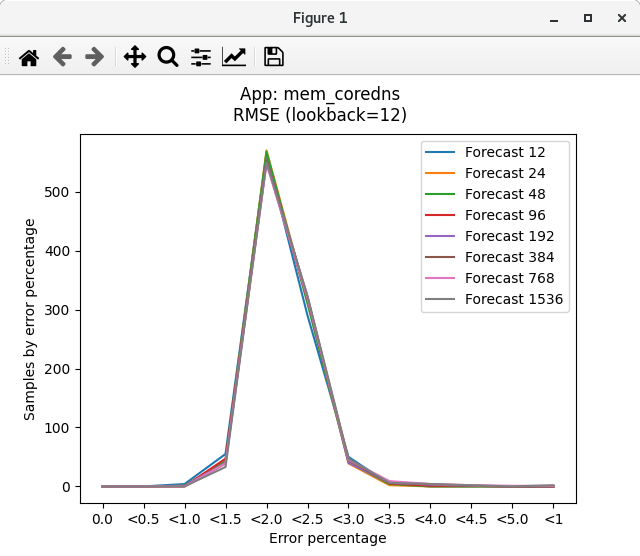 Figure 1
App: mem_coredns
RMSE (lookback=12)
Forecast 12
Forecast 24
Forecast 48
Forecast 96
Forecast 192
Forecast 384
Forecast 768
Forecast 1536
Samples by error percentage
500
400
300
200
100
0
0.0 <0.5 <1.0 <1.5 <2.0 <2.5 <3.0 <3.5 <4.0 <4.5 <5.0 <1
Error percentage